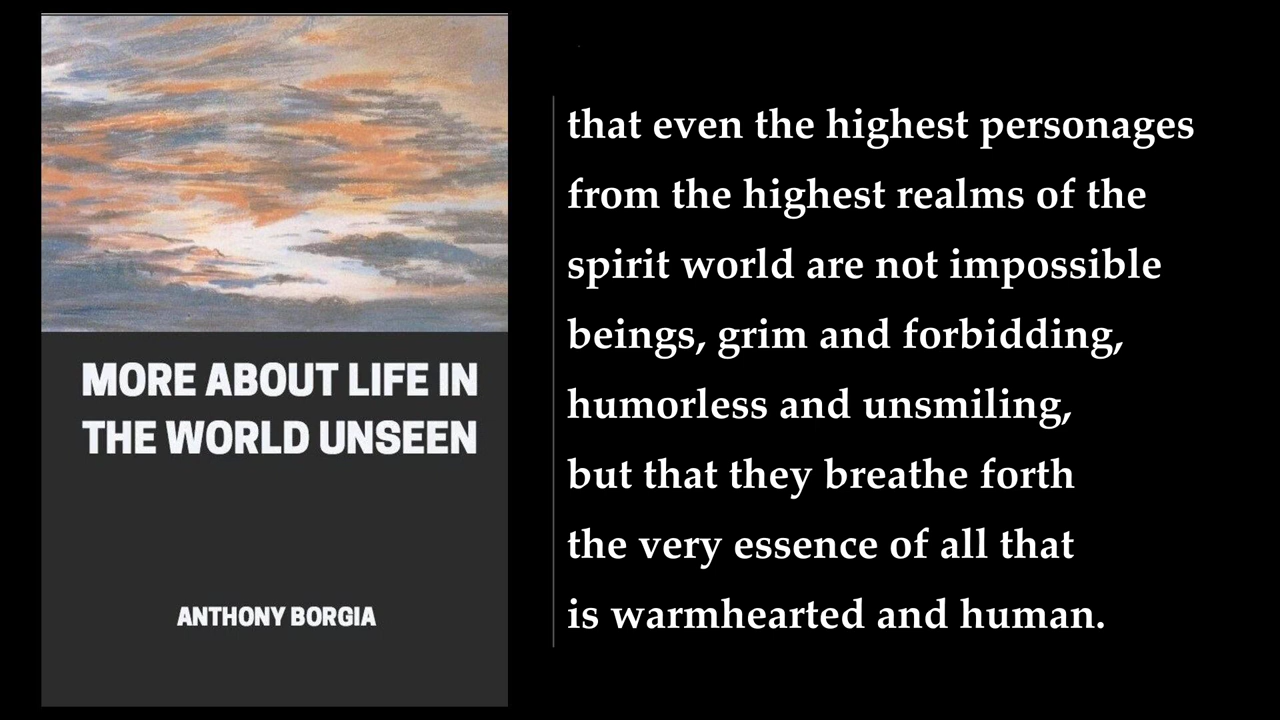 MORE ABOUT LIFE IN
THE WORLD UNSEEN
ANTHONY BORGIA
that even the highest personages
from the highest realms of the
spirit world are not impossible
beings, grim and forbidding,
humorless and unsmiling,
but that they breathe forth
the very essence of all that
is warmhearted and human.